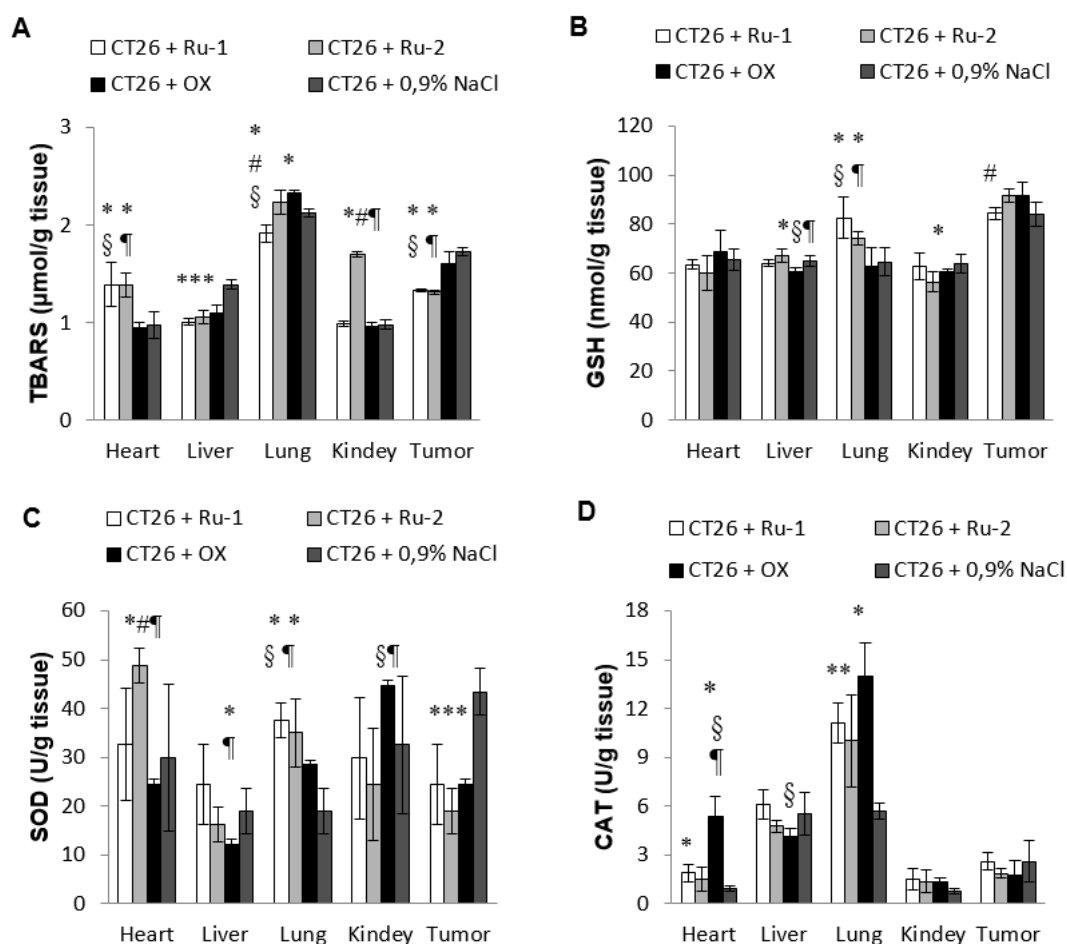 A
CT26 + Ru-1
CT26 + Ru-2
CT26 + OX
CT26 + 0,9% NaCl
TBARS (µmol/g tissue)
3
2
1
0
*
#
§
*
* *
§ ¶
***
*#¶
* *
§ ¶
Heart Liver Lung Kindey Tumor
B
CT26 + Ru-1
CT26 + Ru-2
CT26 + OX
CT26 + 0,9% NaCl
GSH (nmol/g tissue)
120
100
80
60
40
20
0
* *
§ ¶
*
§¶
*
#
Heart Liver Lung Kindey Tumor
C
CT26 + Ru-1
CT26 + Ru-2
CT26 + OX
CT26 + 0,9% NaCl
SOD (U/g tissue)
60
50
40
30
20
10
0
*#¶
*
¶
* *
§ ¶
§¶
***
Heart Liver Lung Kindey Tumor
D
CT26 + Ru-1
CT26 + Ru-2
CT26 + OX
CT26 + 0,9% NaCl
CAT (U/g tissue)
18
15
12
9
6
3
0
*
*
§
¶
§
**
*
Heart Liver Lung Kindey Tumor